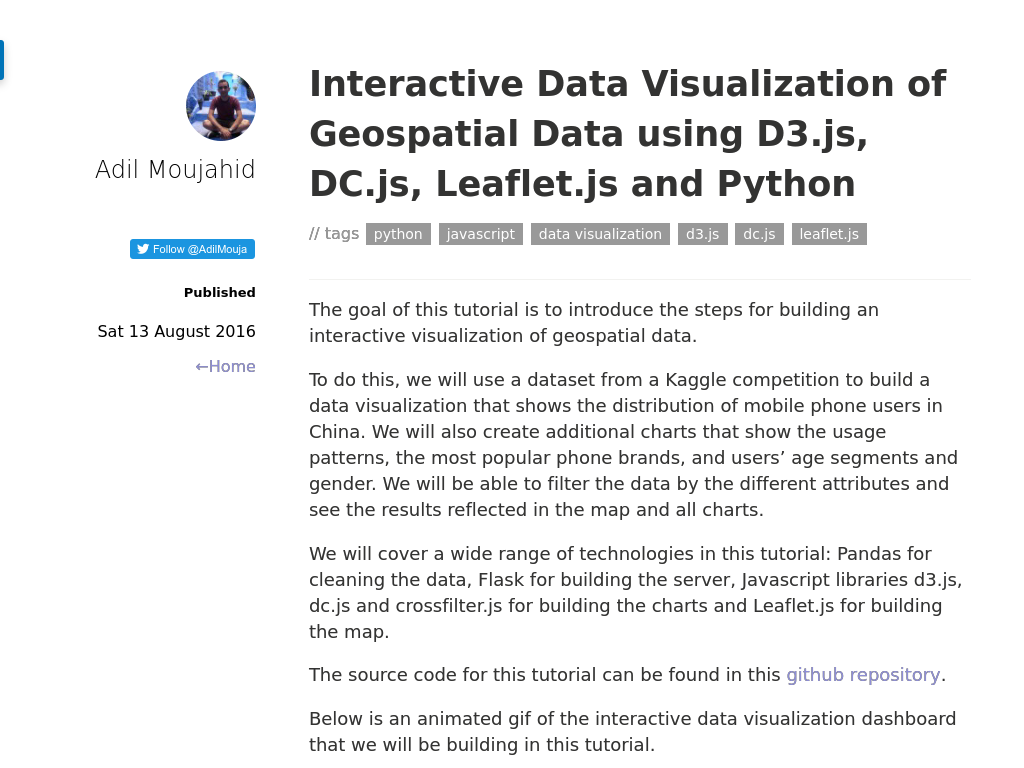 Adil Moujahid
Follow @AdilMouja
Published
Sat 13 August 2016
←Home
Interactive Data Visualization of
Geospatial Data using D3.js,
DC.js, Leaflet.js and Python
// tags python javascript data visualization d3.js dc.js leaflet.js
The goal of this tutorial is to introduce the steps for building an
interactive visualization of geospatial data.
To do this, we will use a dataset from a Kaggle competition to build a
data visualization that shows the distribution of mobile phone users in
China. We will also create additional charts that show the usage
patterns, the most popular phone brands, and users’ age segments and
gender. We will be able to filter the data by the different attributes and
see the results reflected in the map and all charts.
We will cover a wide range of technologies in this tutorial: Pandas for
cleaning the data, Flask for building the server, Javascript libraries d3.js,
dc.js and crossfilter.js for building the charts and Leaflet.js for building
the map.
The source code for this tutorial can be found in this github repository.
Below is an animated gif of the interactive data visualization dashboard
that we will be building in this tutorial.